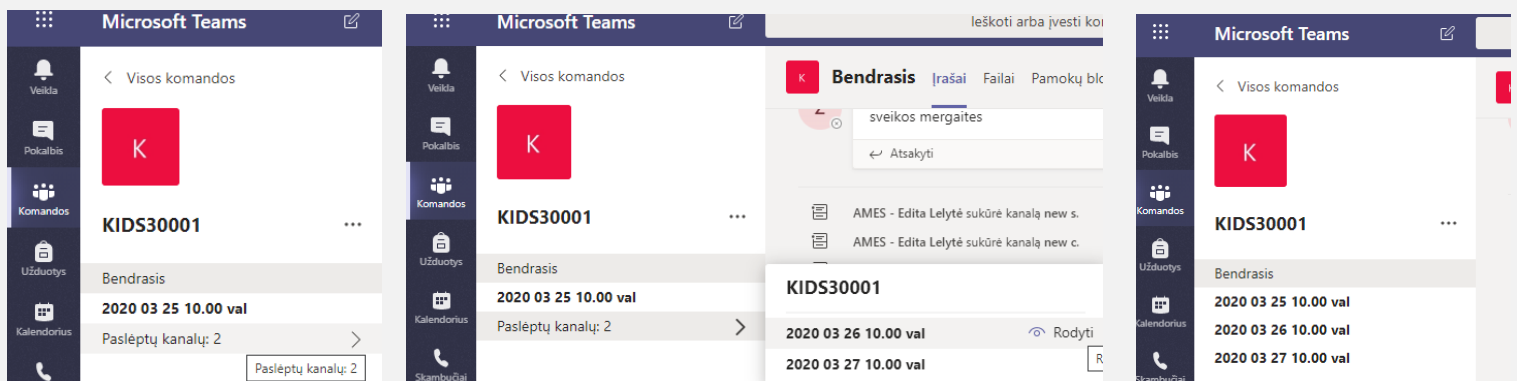 Microsoft Teams
Veikla
Pokalbis
Komandos
Užduotys
Kalendorius
Visos komandos
K
KIDS30001
...
Bendrasis
2020 03 25 10.00 val
Paslėptų kanalų: 2
Paslėptų kanalų: 2
Microsoft Teams
Ieškoti arba įvesti kor
Veikla
Pokalbis
Komandos
Užduotys
Kalendorius
Skambučiai
Visos komandos
K
KIDS30001
...
Bendrasis
2020 03 25 10.00 val
Paslėptų kanalų: 2
K
Bendrasis Įrašai Failai Pamokų blo
sveikos mergaites
Atsakyti
AMES - Edita Lelytė sukūrė kanalą new s.
AMES - Edita Lelytė sukūrė kanalą new c.
KIDS30001
2020 03 26 10.00 val Rodyti
2020 03 27 10.00 val
R
Microsoft Teams
Veikla
Pokalbis
Komandos
Užduotys
Kalendorius
Skambučiai
Visos komandos
K
KIDS30001
...
Bendrasis
2020 03 25 10.00 val
2020 03 26 10.00 val
2020 03 27 10.00 val